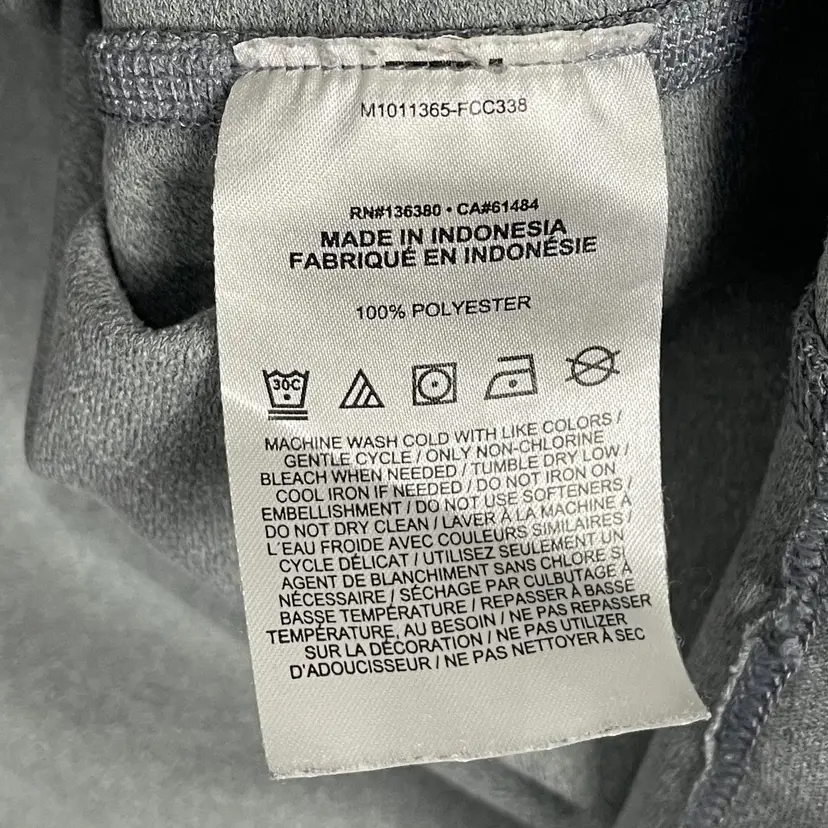 M1011365-FCC338
RN#136380 • CA#61484
MADE IN INDONESIA
FABRIQUÉ EN INDONÉSIE
100% POLYESTER
30°C
MACHINE WASH COLD WITH LIKE COLORS /
GENTLE CYCLE / ONLY NON-CHLORINE
BLEACH WHEN NEEDED / TUMBLE DRY LOW /
COOL IRON IF NEEDED / DO NOT IRON ON
EMBELLISHMENT / DO NOT USE SOFTENERS /
DO NOT DRY CLEAN / LAVER À LA MACHINE À
L'EAU FROIDE AVEC COULEURS SIMILAIRES /
CYCLE DÉLICAT / UTILISEZ SEULEMENT UN
AGENT DE BLANCHIMENT SANS CHLORE SI
NÉCESSAIRE / SÉCHAGE PAR CULBUTAGE À
BASSE TEMPÉRATURE / REPASSER À BASSE
TEMPÉRATURE, AU BESOIN / NE PAS REPASSER
SUR LA DÉCORATION / NE PAS UTILIZER
D'ADOUCISSEUR / NE PAS NETTOYER À SEC